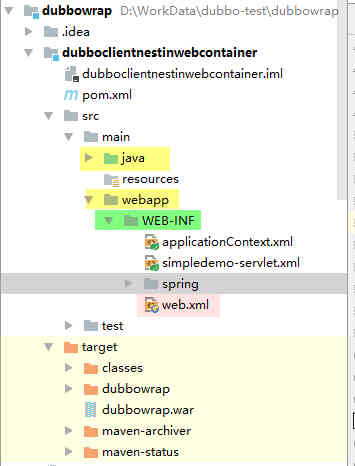 dubbowrap D:\WorkData\dubbo-test\dubbowrap
.idea
dubboclientnestinwebcontainer
dubboclientnestinwebcontainer.iml
pom.xml
src
main
java
resources
webapp
WEB-INF
applicationContext.xml
simpledemo-servlet.xml
spring
web.xml
test
target
classes
dubbowrap
dubbowrap.war
maven-archiver
maven-status